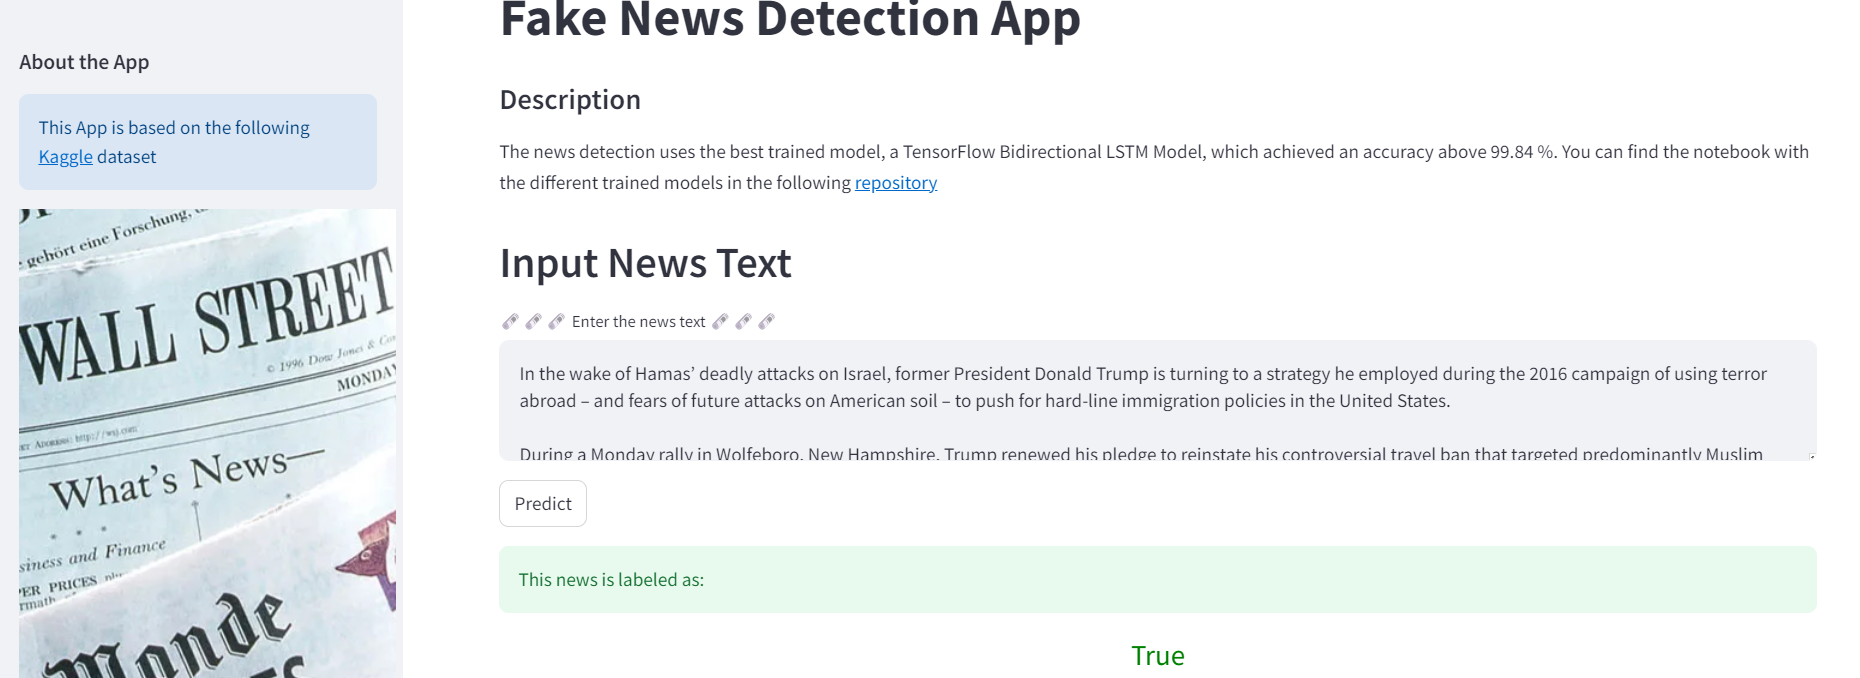 Fake News Detection App
About the App
This App is based on the following
Kaggle dataset
gehört eine Forschung,
WALL STREET
© 1996 Dow Jones & Co
MONDAY
ADDRESS: http://wsj.com
What's News—
siness and Finance
ER PRICES
Monde
Description
The news detection uses the best trained model, a TensorFlow Bidirectional LSTM Model, which achieved an accuracy above 99.84 %. You can find the notebook with
the different trained models in the following repository
Input News Text
🗞️ 🗞️ 🗞️ Enter the news text 🗞️ 🗞️ 🗞️
In the wake of Hamas’ deadly attacks on Israel, former President Donald Trump is turning to a strategy he employed during the 2016 campaign of using terror
abroad – and fears of future attacks on American soil – to push for hard-line immigration policies in the United States.
During a Monday rally in Wolfeboro, New Hampshire, Trump renewed his pledge to reinstate his controversial travel ban that targeted predominantly Muslim
Predict
This news is labeled as:
True